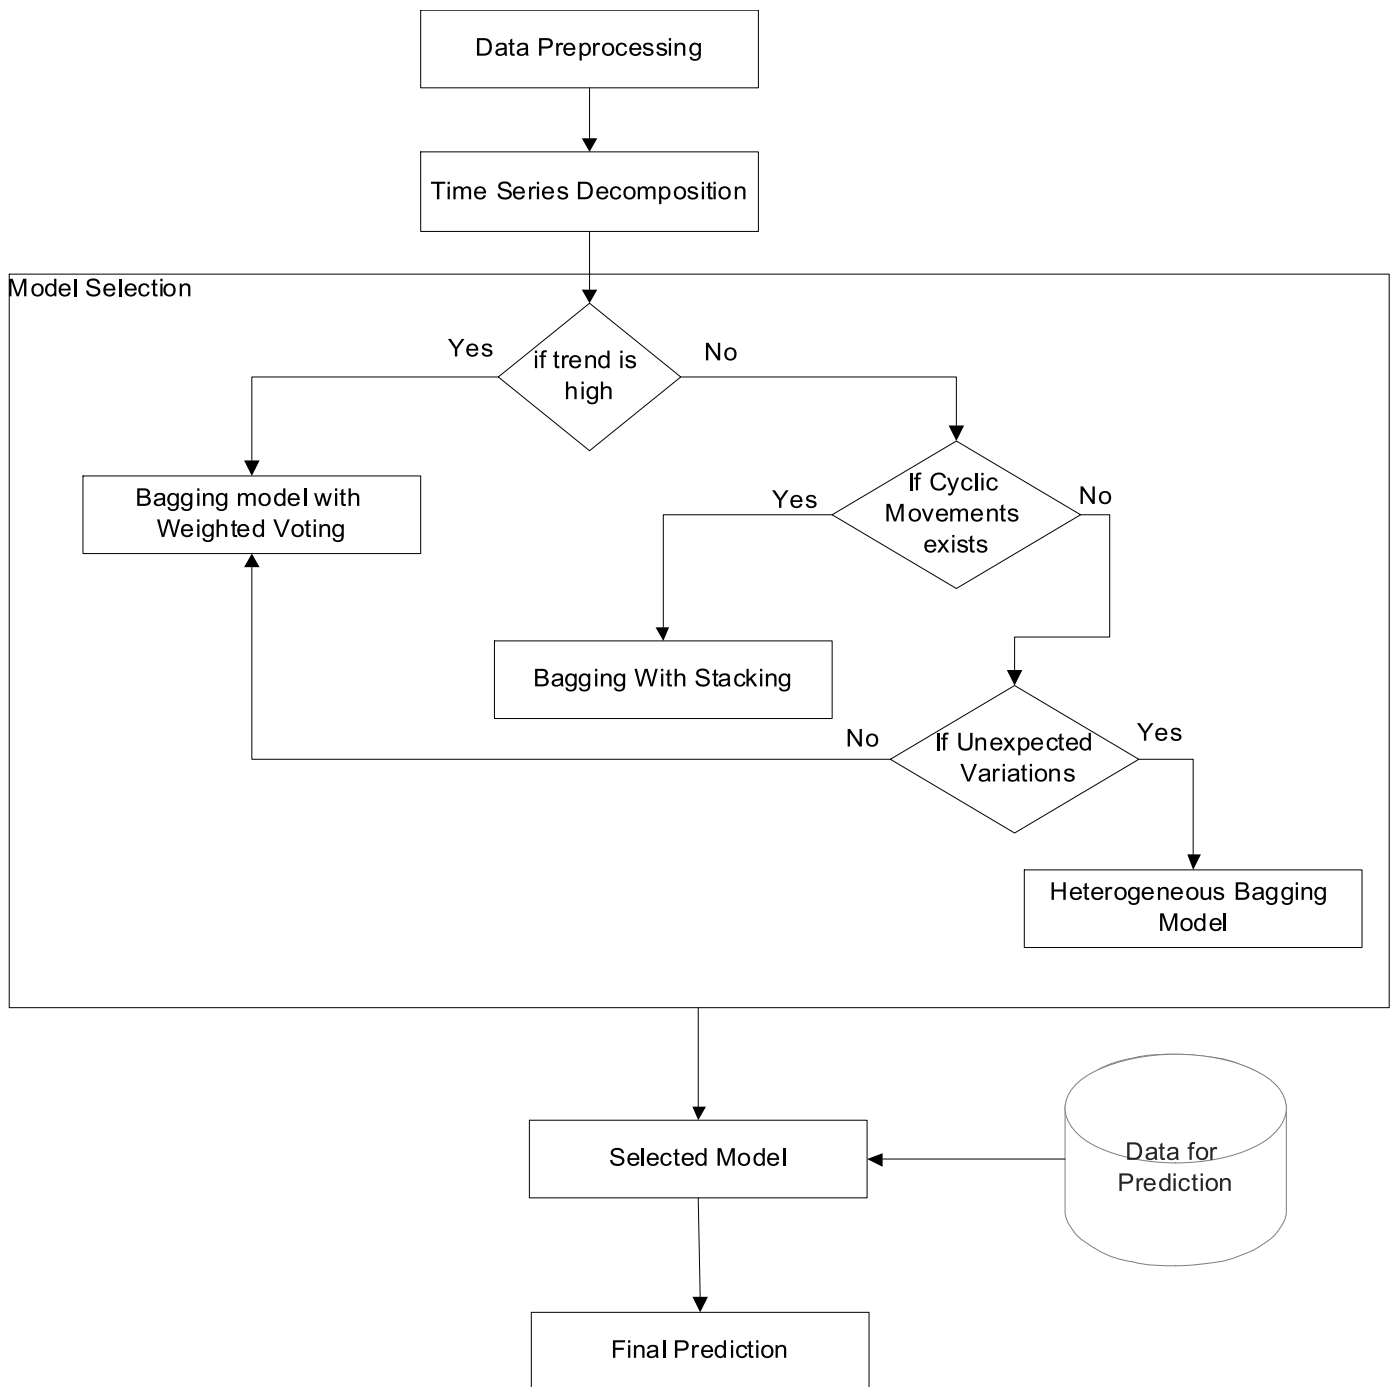 Data Preprocessing
Time Series Decomposition
Model Selection
Yes
No
if trend is
high
Bagging model with
Weighted Voting
Yes
If Cyclic
Movements
exists
No
Bagging With Stacking
No
If Unexpected
Variations
Yes
Heterogeneous Bagging
Model
Selected Model
Data for
Prediction
Final Prediction